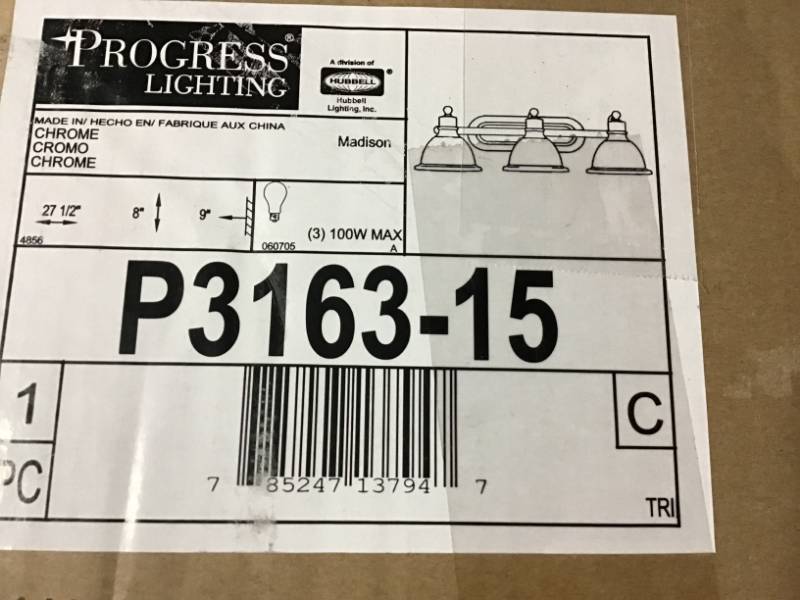 PROGRESS®
LIGHTING
A division of
HUBBELL®
Hubbell
Lighting, Inc.
MADE IN/ HECHO EN/ FABRIQUE AUX CHINA
CHROME
CROMO
CHROME
Madison
27 1/2"
8"
9"
4856
060705
(3) 100W MAX
A
P3163-15
1
PC
C
7 85247 13794 7
TRI